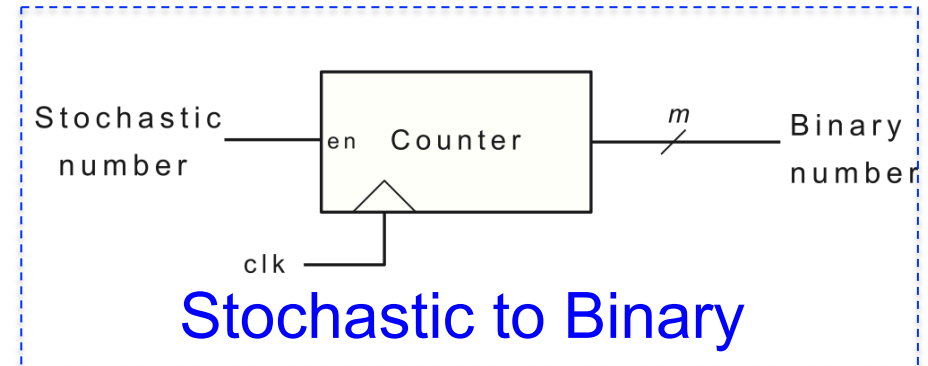 Stochastic
number
en
Counter
m
Binary
number
clk
Stochastic to Binary